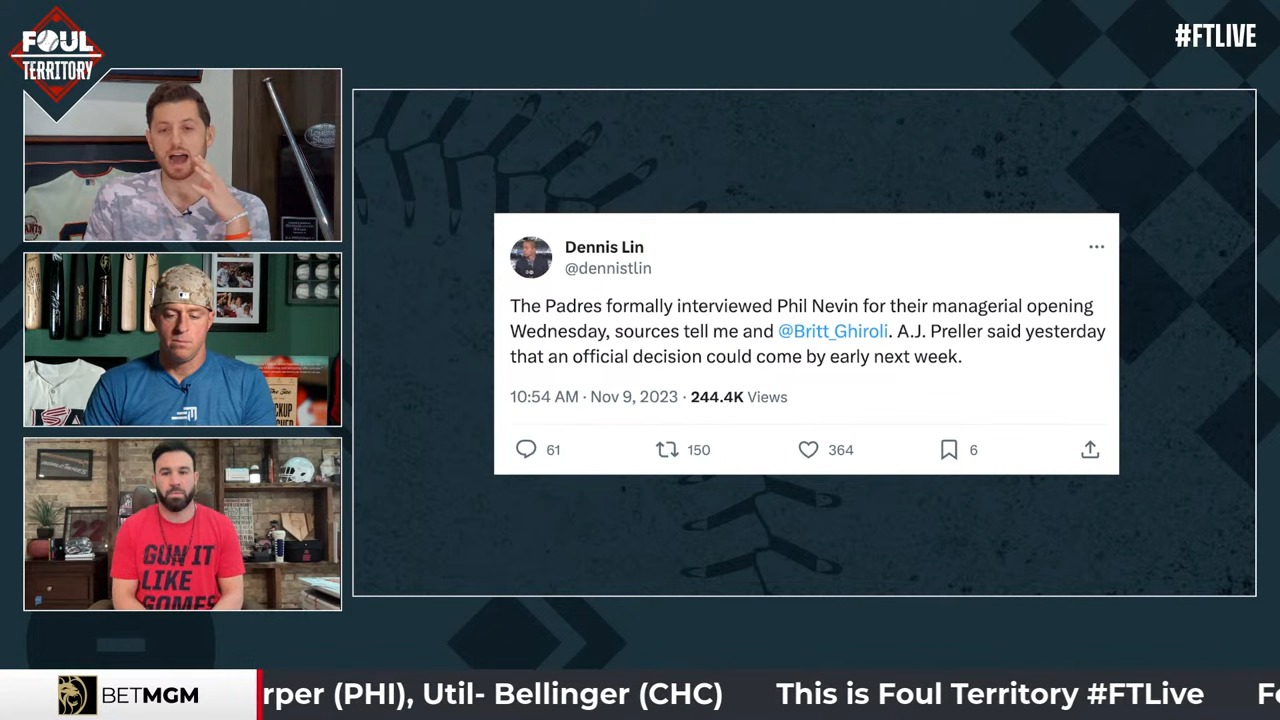 FOUL
TERRITORY
#FTLIVE
Dennis Lin
@dennistlin
The Padres formally interviewed Phil Nevin for their managerial opening
Wednesday, sources tell me and @Britt_Ghiroli. A.J. Preller said yesterday
that an official decision could come by early next week.
10:54 AM · Nov 9, 2023 · 244.4K Views
61
150
364
6
GUN IT
LIKE
GOMES
BETMGM
rper (PHI), Util- Bellinger (CHC)
This is Foul Territory #FTLive